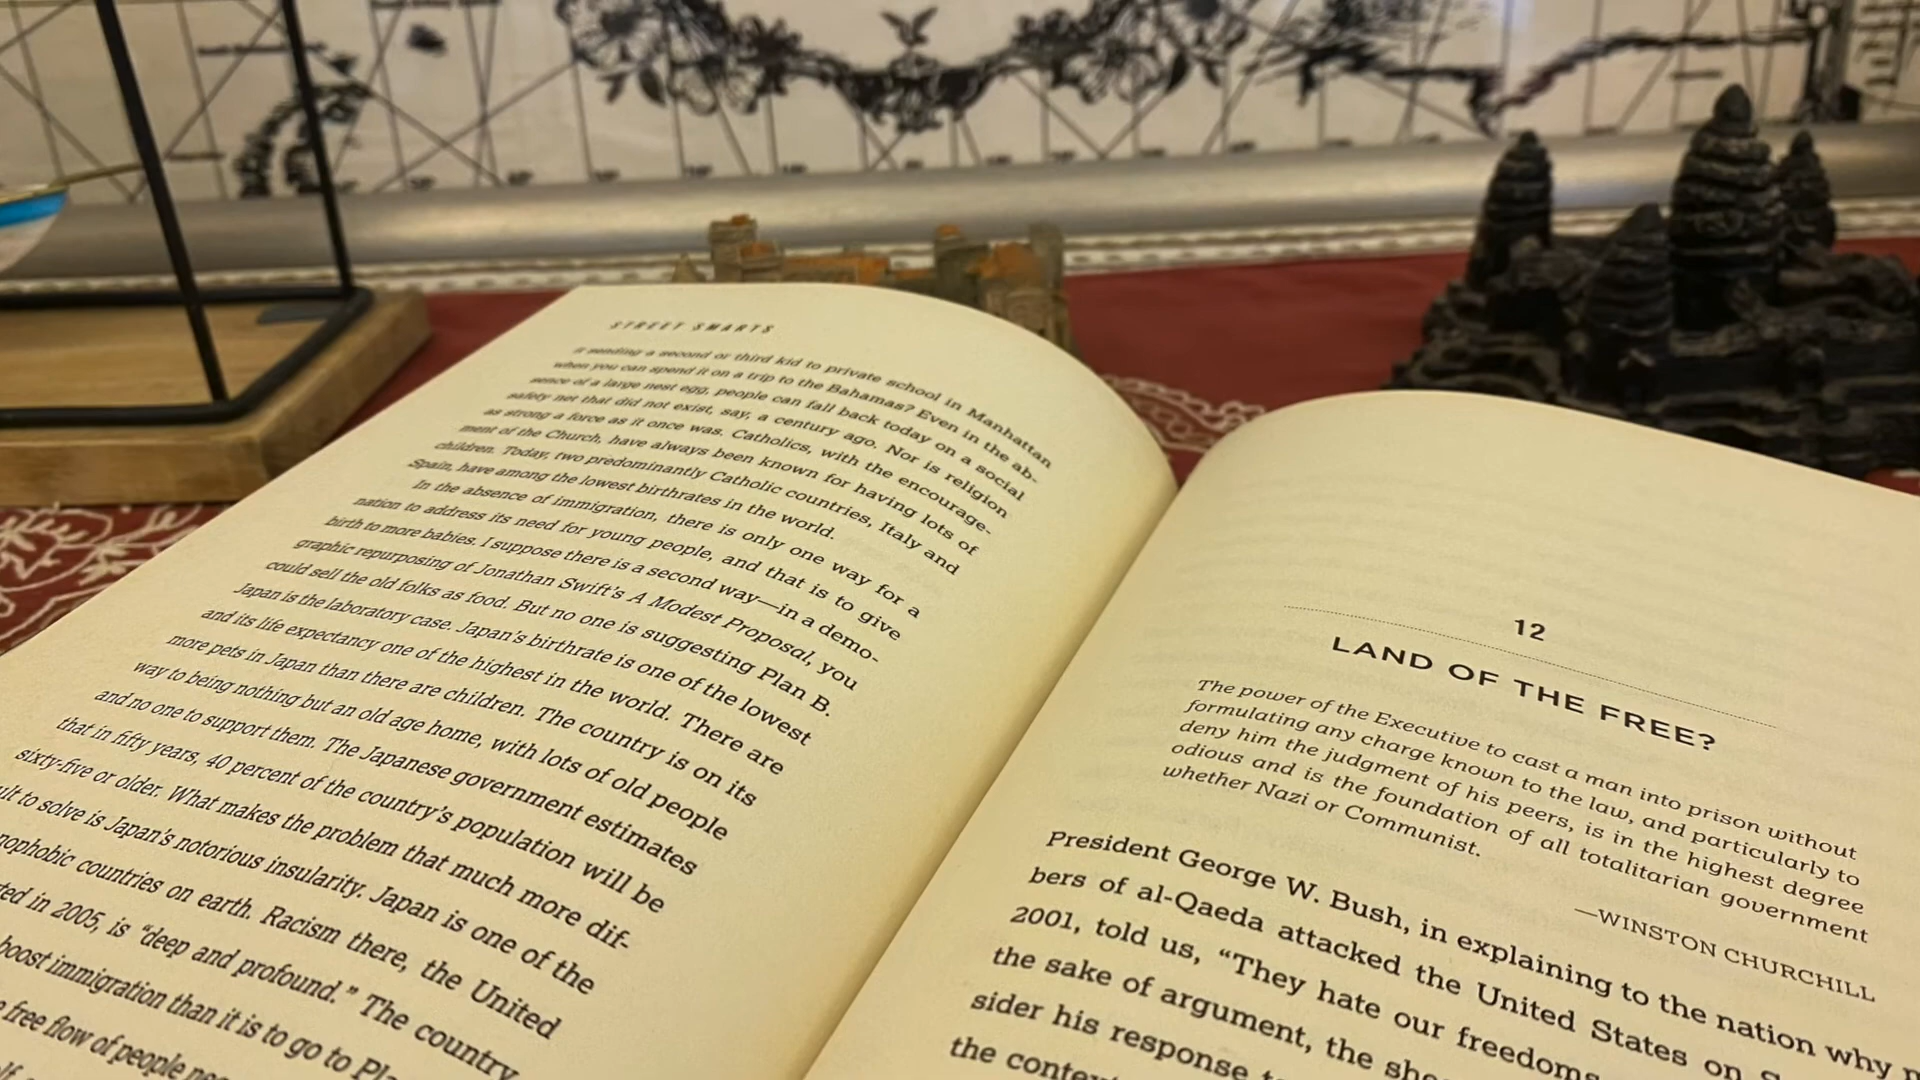 STREET SMARTS
it sending a second or third kid to private school in Manhattan
when you can spend it on a trip to the Bahamas? Even in the ab-
sence of a large nest egg, people can fall back today on a social
safety net that did not exist, say, a century ago. Nor is religion
as strong a force as it once was. Catholics, with the encourage-
ment of the Church, have always been known for having lots of
children. Today, two predominantly Catholic countries, Italy and
Spain, have among the lowest birthrates in the world.
In the absence of immigration, there is only one way for a
nation to address its need for young people, and that is to give
birth to more babies. I suppose there is a second way—in a demo-
graphic repurposing of Jonathan Swift's A Modest Proposal, you
could sell the old folks as food. But no one is suggesting Plan B.
Japan is the laboratory case. Japan's birthrate is one of the lowest
and its life expectancy one of the highest in the world. There are
more pets in Japan than there are children. The country is on its
way to being nothing but an old age home, with lots of old people
and no one to support them. The Japanese government estimates
that in fifty years, 40 percent of the country's population will be
sixty-five or older. What makes the problem that much more dif-
to solve is Japan's notorious insularity. Japan is one of the
countries on earth. Racism there, the United
in 2005, is “deep and profound.” The country
boost immigration than it is to go to
free flow of people
12
LAND OF THE FREE?
The power of the Executive to cast a man into prison without
formulating any charge known to the law, and particularly to
deny him the judgment of his peers, is in the highest degree
odious and is the foundation of all totalitarian government
whether Nazi or Communist.
—WINSTON CHURCHILL
President George W. Bush, in explaining to the nation why
bers of al-Qaeda attacked the United States on
2001, told us, “They hate our freedoms
the sake of argument, the
sider his response
the